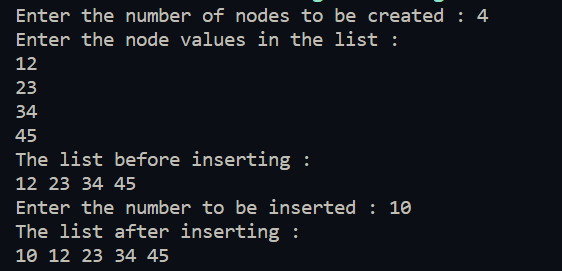 Enter the number of nodes to be created : 4
Enter the node values in the list :
12
23
34
45
The list before inserting :
12 23 34 45
Enter the number to be inserted : 10
The list after inserting :
10 12 23 34 45